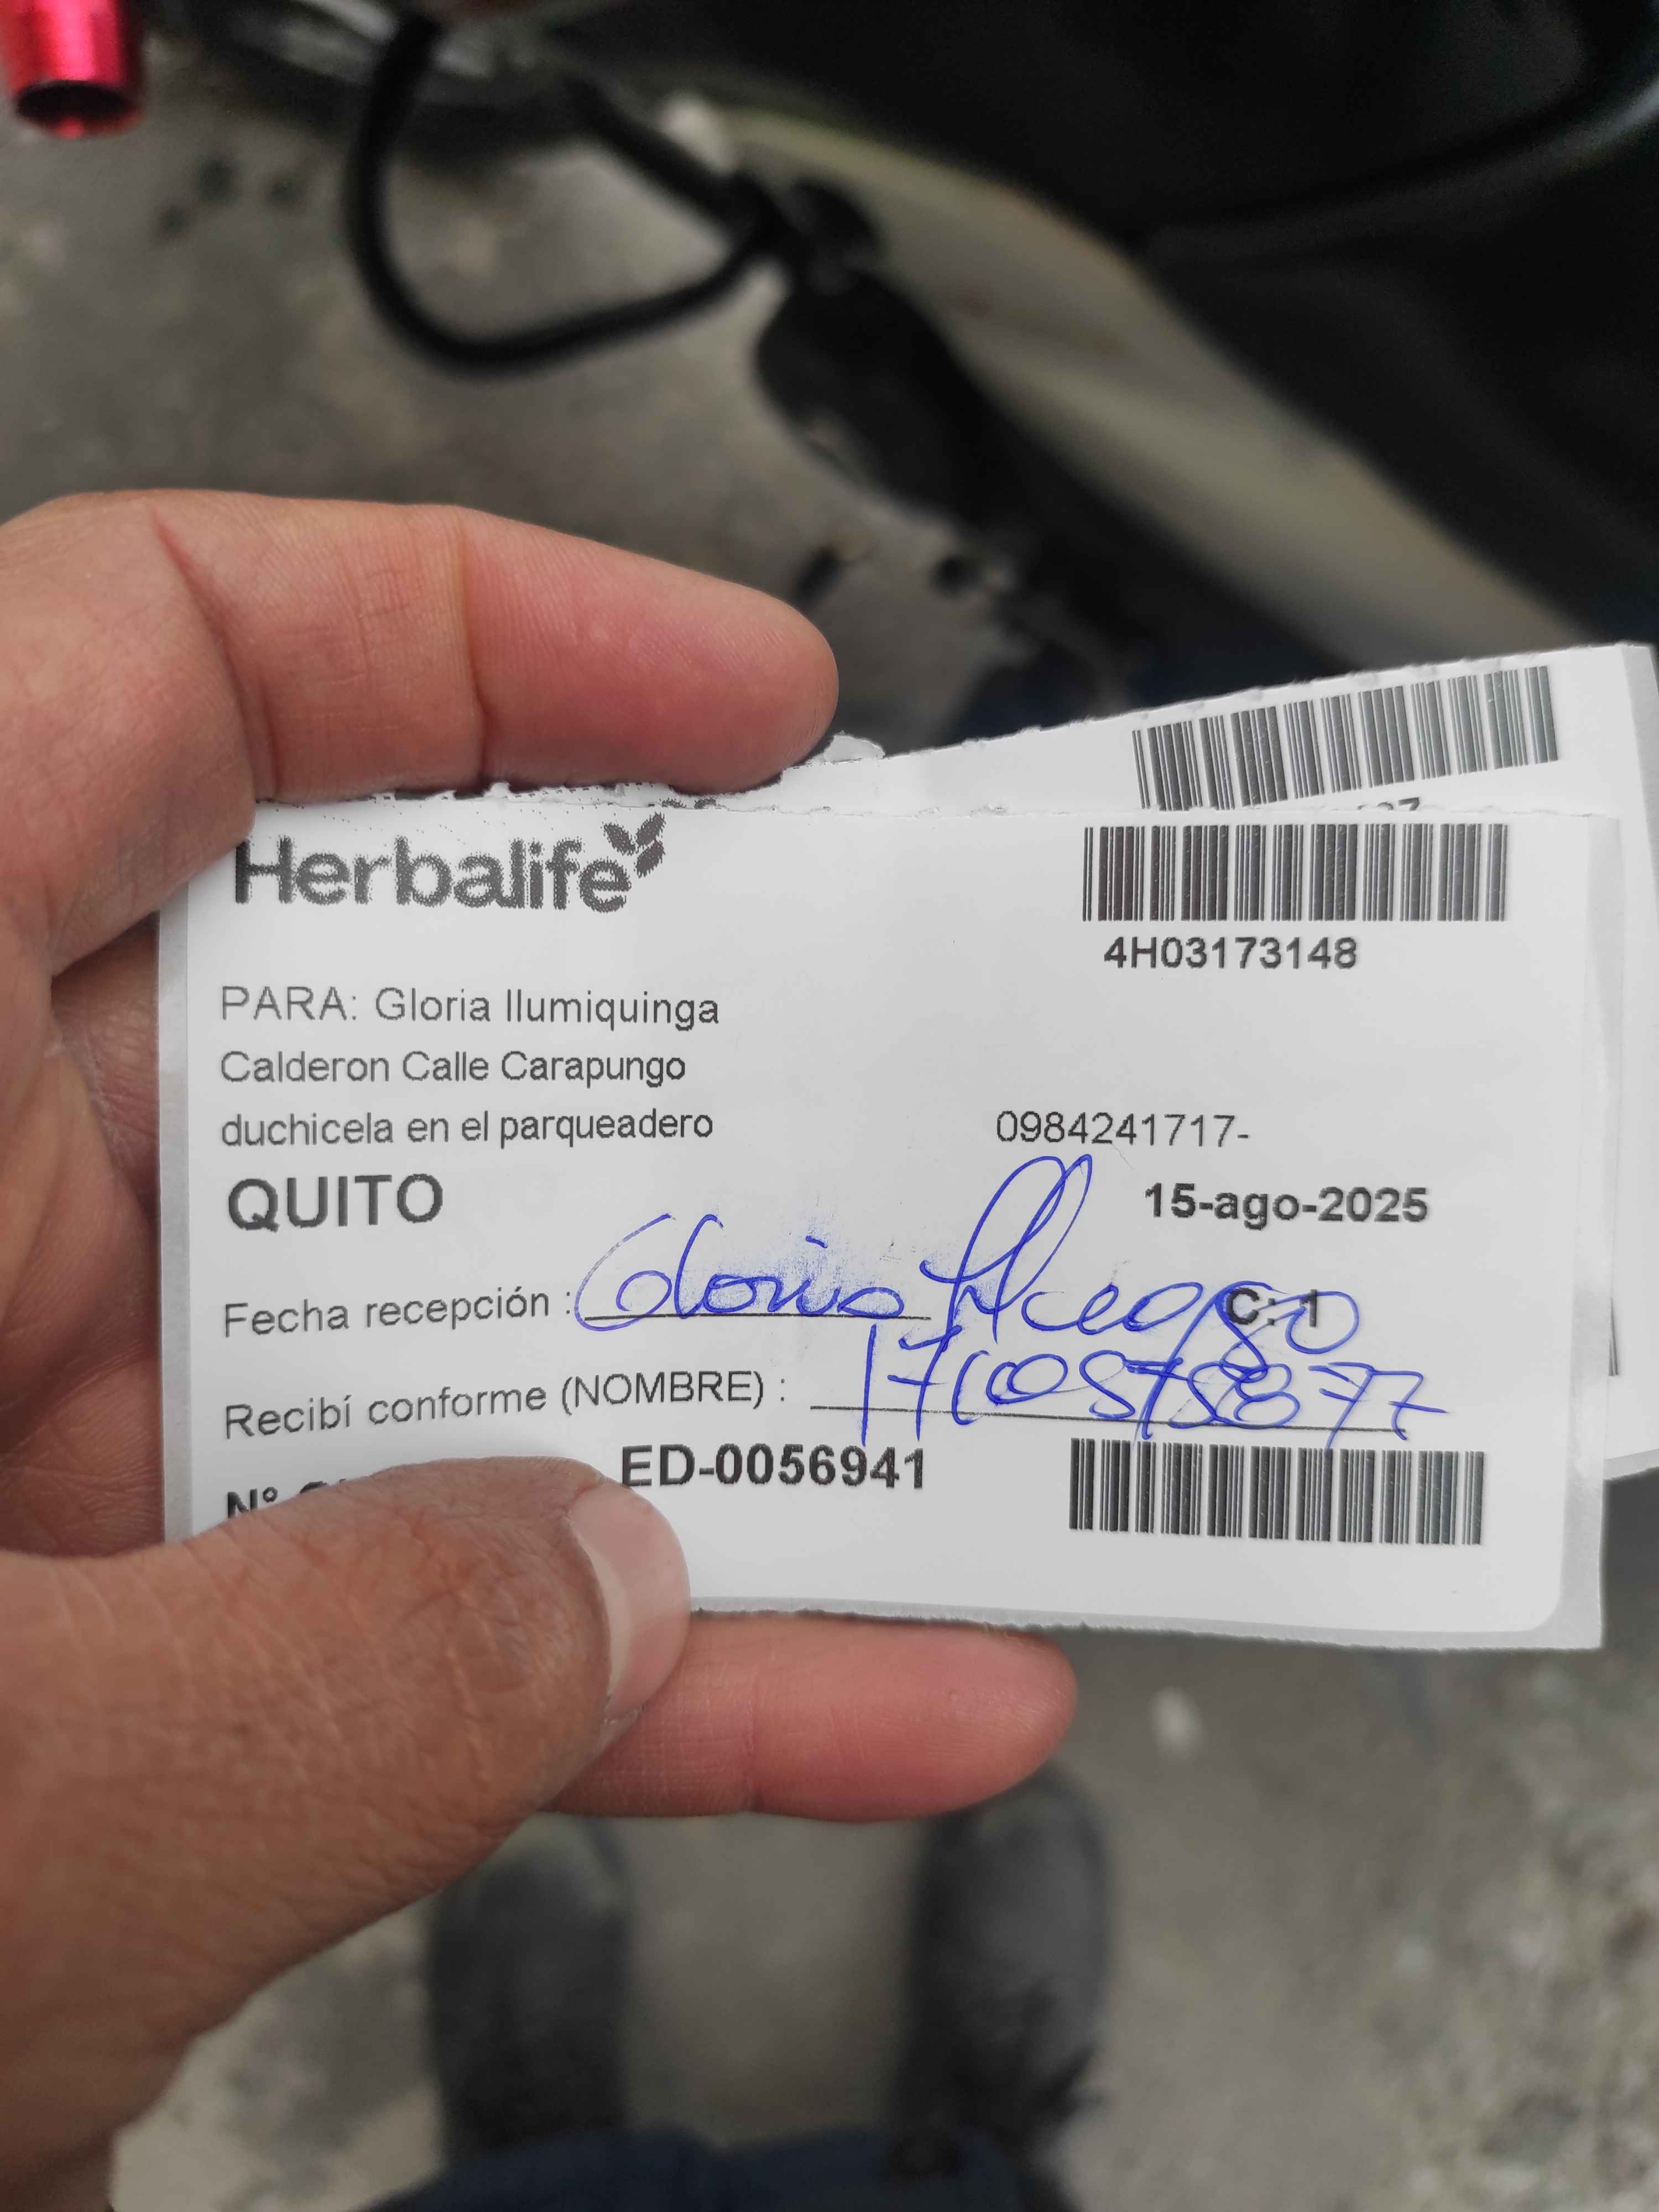 Herbalife
4H03173148
PARA: Gloria Ilumiquinga
Calderon Calle Carapungo
duchicela en el parqueadero 0984241717-
QUITO 15-ago-2025
Fecha recepción : Gloria C: 1
Recibí conforme (NOMBRE) :
N° ED-0056941